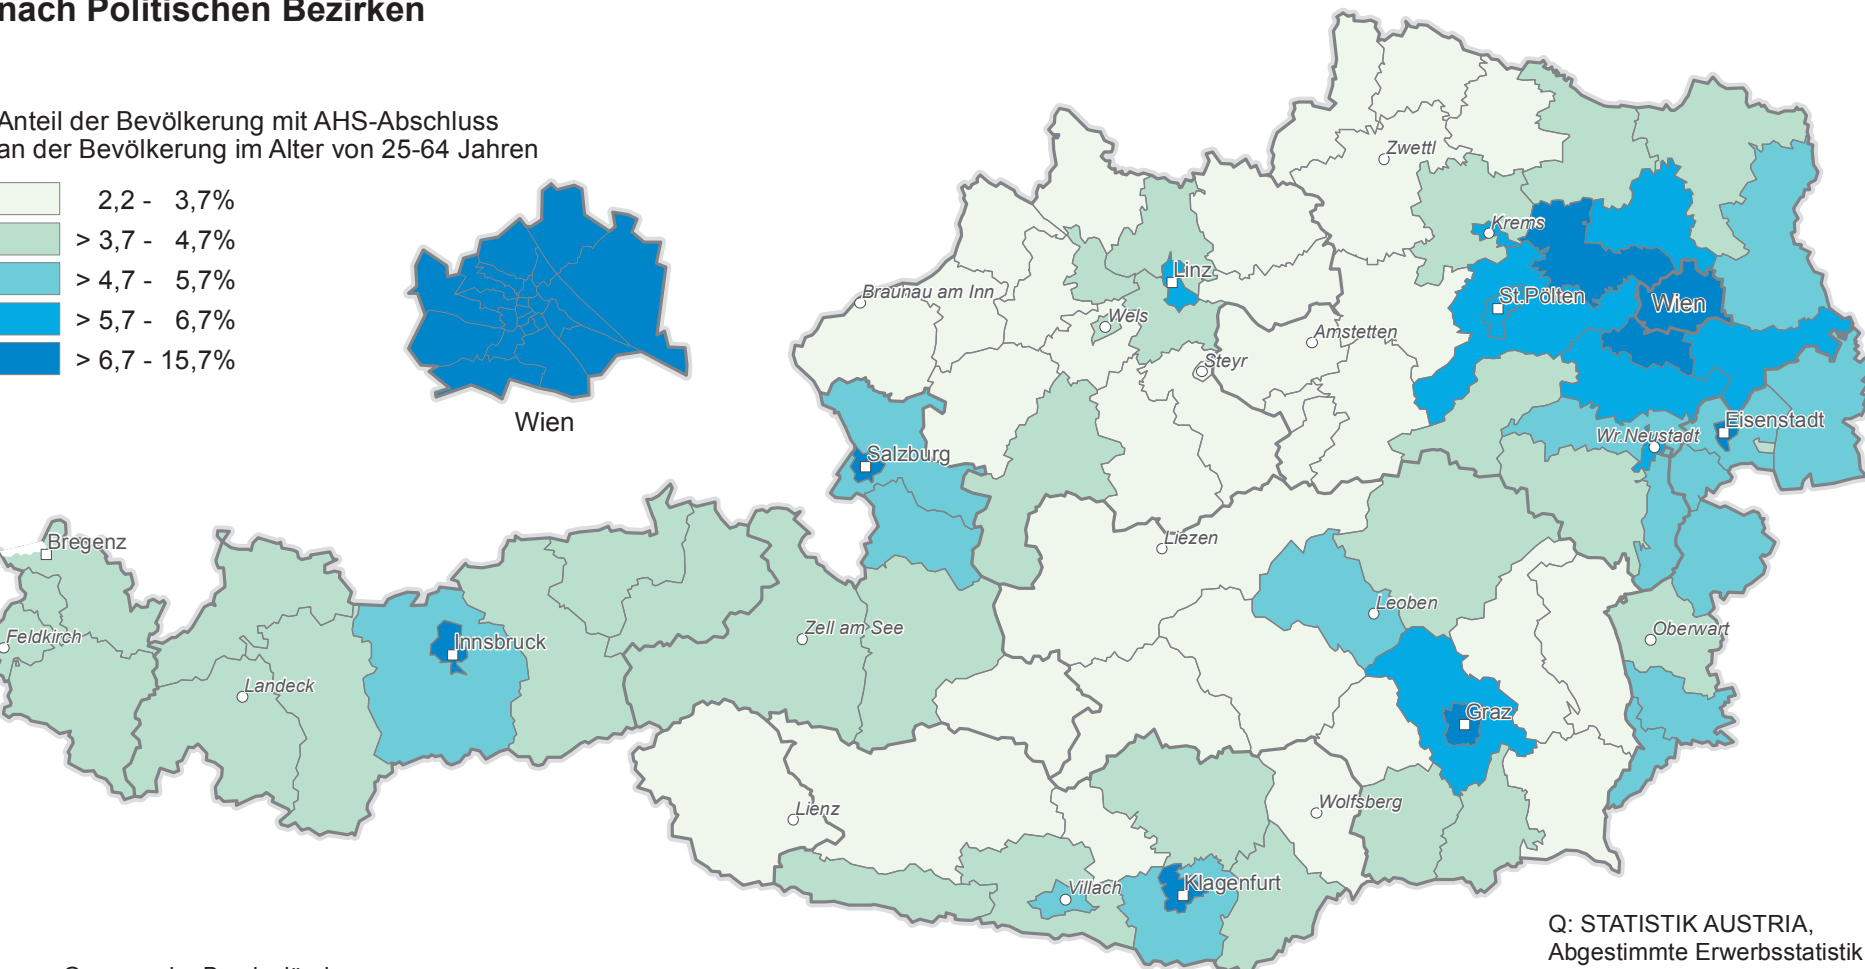 nach Politischen Bezirken
Anteil der Bevölkerung mit AHS-Abschluss
an der Bevölkerung im Alter von 25-64 Jahren
2,2 - 3,7%
> 3,7 - 4,7%
> 4,7 - 5,7%
> 5,7 - 6,7%
> 6,7 - 15,7%
Wien
Zwettl
Krems
Linz
Braunau am Inn
St.Pölten
Wien
Wels
Amstetten
Steyr
Eisenstadt
Wr.Neustadt
Salzburg
Liezen
Bregenz
Leoben
Feldkirch
Zell am See
Oberwart
Innsbruck
Landeck
Graz
Lienz
Wolfsberg
Villach
Klagenfurt
Q: STATISTIK AUSTRIA,
Abgestimmte Erwerbsstatistik